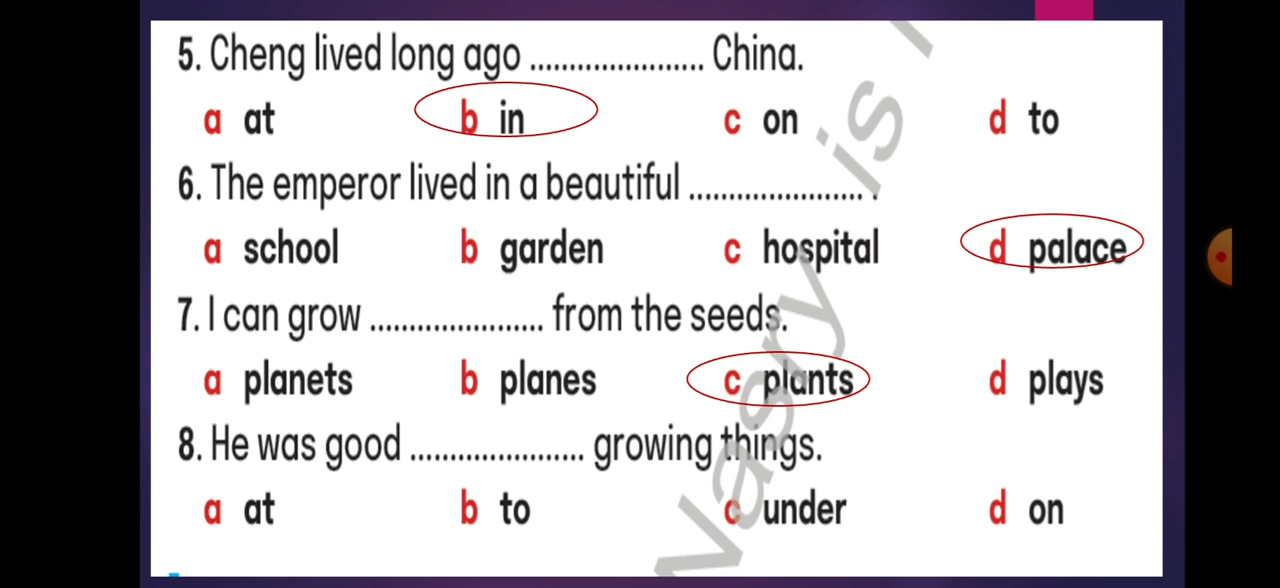 5. Cheng lived long ago ...................... China.
a at b in c on d to
6. The emperor lived in a beautiful ...................... .
a school b garden c hospital d palace
7. I can grow ...................... from the seeds.
a planets b planes c plants d plays
8. He was good ...................... growing things.
a at b to c under d on
Nasry is